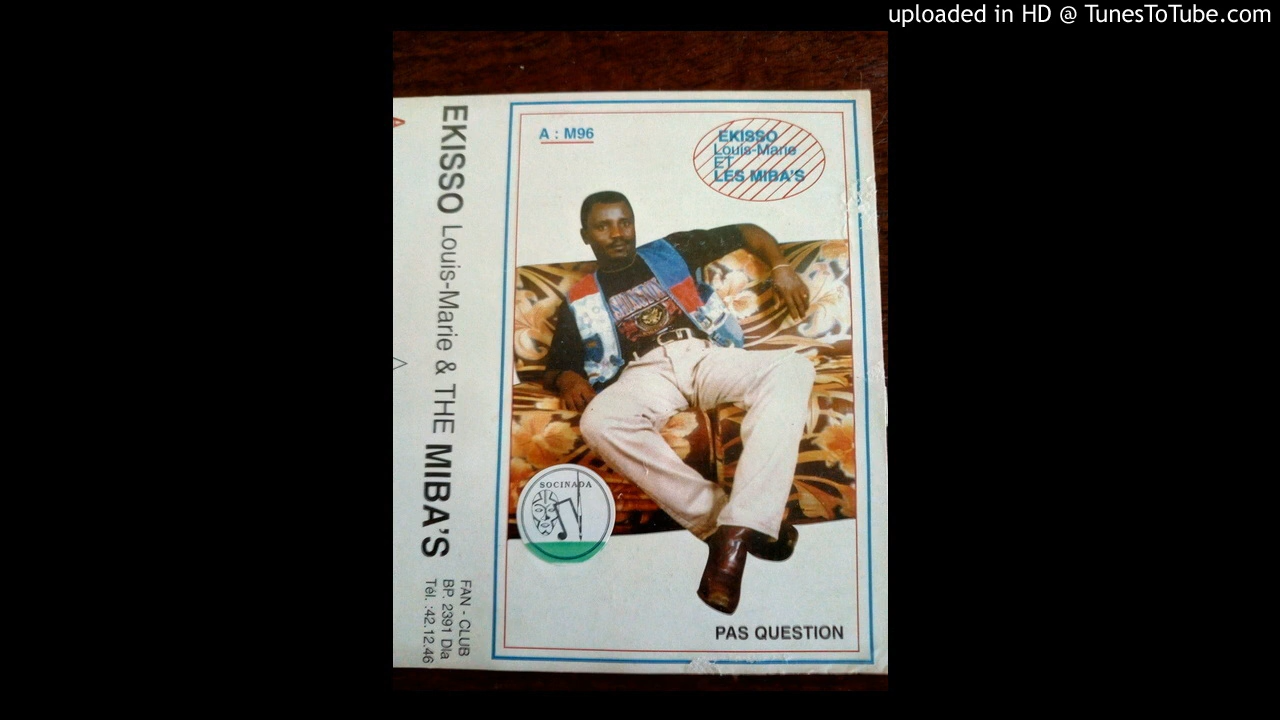 uploaded in HD @ TunesToTube.com
EKISSO Louis-Marie & THE MIBA'S
FAN - CLUB
BP. 2391 Dla
Tél. :42.12.46
A : M96
EKISSO
Louis-Marie
ET
LES MIBA'S
SOCINADA
PAS QUESTION